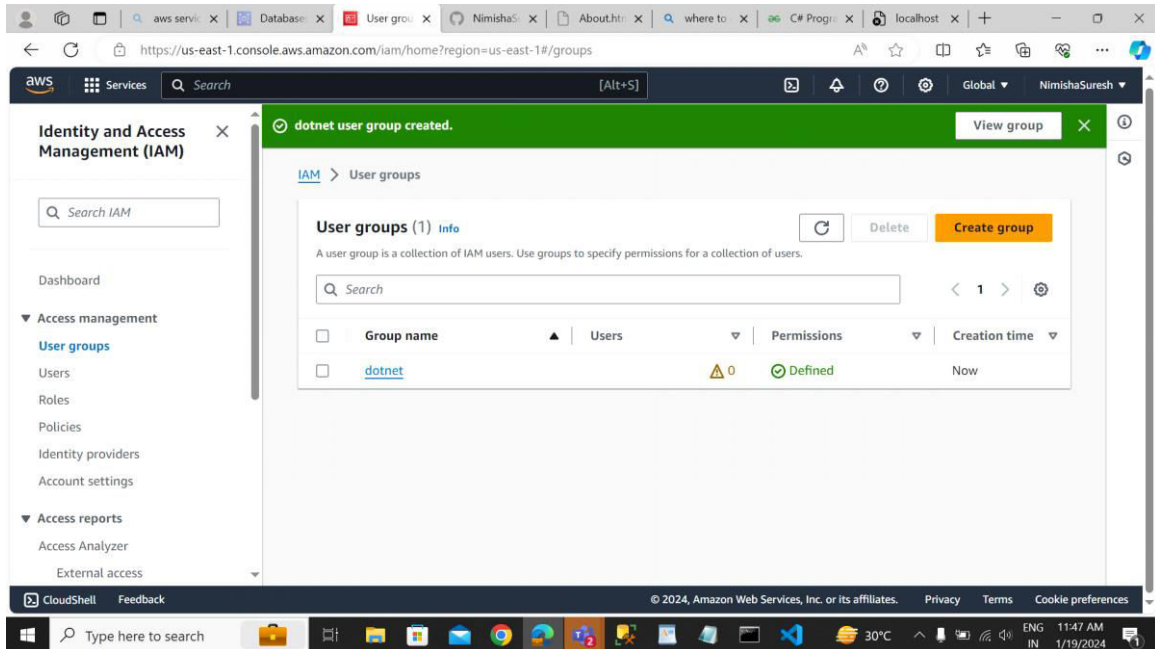 aws servic
Database
User grou
NimishaS
About.htm
where to
C# Progr
localhost
https://us-east-1.console.aws.amazon.com/iam/home?region=us-east-1#/groups
aws Services Search [Alt+S] Global NimishaSuresh
Identity and Access
Management (IAM)
Search IAM
Dashboard
Access management
User groups
Users
Roles
Policies
Identity providers
Account settings
Access reports
Access Analyzer
External access
dotnet user group created. View group
IAM > User groups
User groups (1) Info Delete Create group
A user group is a collection of IAM users. Use groups to specify permissions for a collection of users.
Search 1
Group name Users Permissions Creation time
dotnet 0 Defined Now
CloudShell Feedback © 2024, Amazon Web Services, Inc. or its affiliates. Privacy Terms Cookie preferences
Type here to search 30°C ENG 11:47 AM
IN 1/19/2024